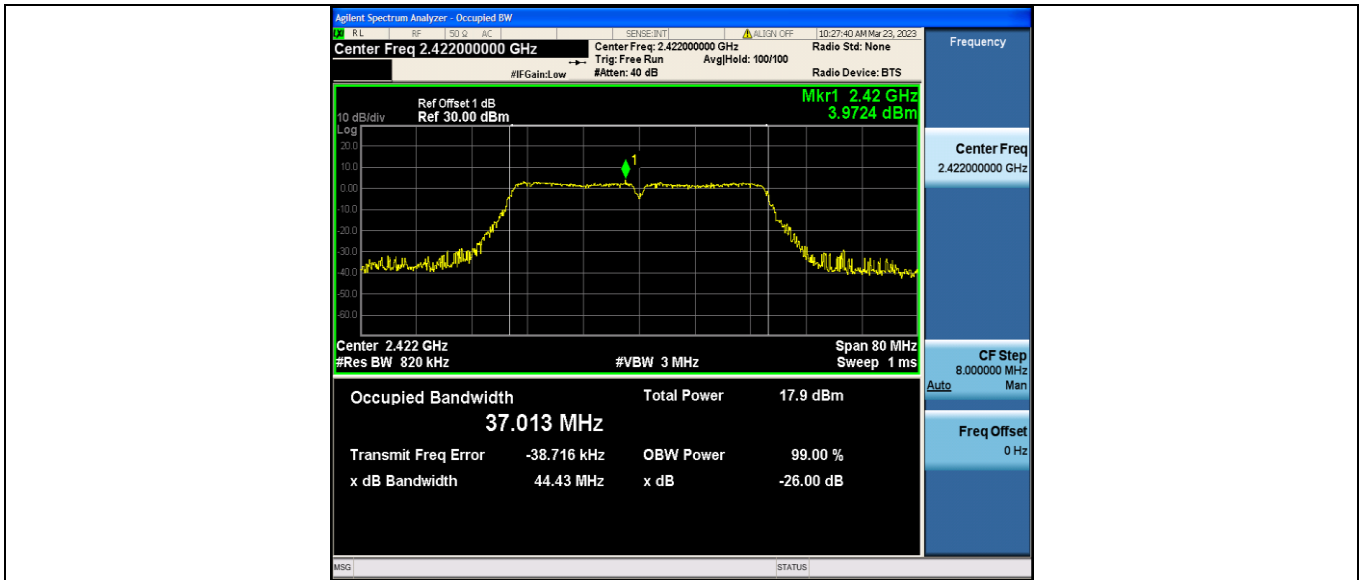 Agilent Spectrum Analyzer - Occupied BW
RL RF 50 Ω AC SENSE:INT ALIGN OFF 10:27:40 AM Mar 23, 2023
Center Freq 2.422000000 GHz
Center Freq: 2.422000000 GHz
Radio Std: None
Trig: Free Run Avg|Hold: 100/100
#IFGain:Low
#Atten: 40 dB
Radio Device: BTS
Frequency
Ref Offset 1 dB
Mkr1 2.42 GHz
10 dB/div Ref 30.00 dBm
3.9724 dBm
Log
20.0
10.0
0.00
-10.0
-20.0
-30.0
-40.0
-50.0
-60.0
1
Center 2.422 GHz Span 80 MHz
#Res BW 820 kHz #VBW 3 MHz Sweep 1 ms
Center Freq
2.422000000 GHz
CF Step
8.000000 MHz
Auto Man
Freq Offset
0 Hz
Occupied Bandwidth Total Power 17.9 dBm
37.013 MHz
Transmit Freq Error -38.716 kHz OBW Power 99.00 %
x dB Bandwidth 44.43 MHz x dB -26.00 dB
MSG STATUS